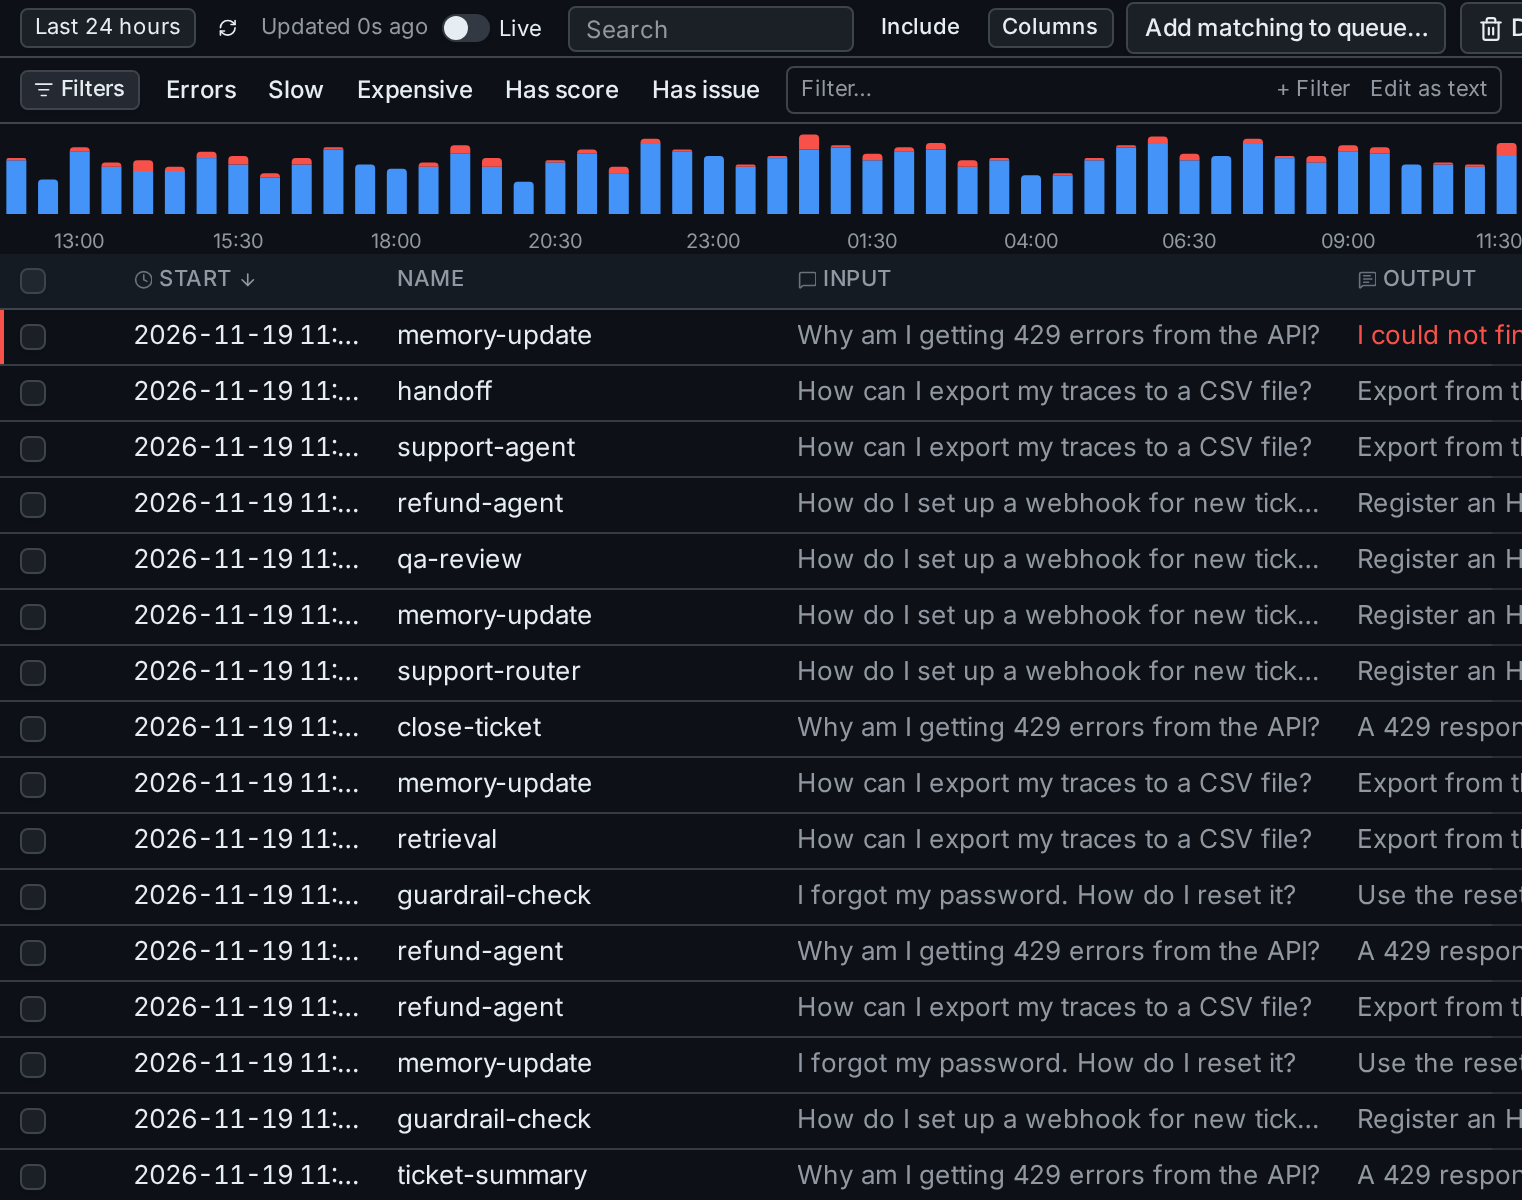 Last 24 hours Updated 0s ago Live Search Include Columns Add matching to queue...
Filters Errors Slow Expensive Has score Has issue Filter... + Filter Edit as text
13:00 15:30 18:00 20:30 23:00 01:30 04:00 06:30 09:00 11:30
START ↓ NAME INPUT OUTPUT
2026-11-19 11:... memory-update Why am I getting 429 errors from the API? I could not fin
2026-11-19 11:... handoff How can I export my traces to a CSV file? Export from th
2026-11-19 11:... support-agent How can I export my traces to a CSV file? Export from th
2026-11-19 11:... refund-agent How do I set up a webhook for new tick... Register an H
2026-11-19 11:... qa-review How do I set up a webhook for new tick... Register an H
2026-11-19 11:... memory-update How do I set up a webhook for new tick... Register an H
2026-11-19 11:... support-router How do I set up a webhook for new tick... Register an H
2026-11-19 11:... close-ticket Why am I getting 429 errors from the API? A 429 respon
2026-11-19 11:... memory-update How can I export my traces to a CSV file? Export from th
2026-11-19 11:... retrieval How can I export my traces to a CSV file? Export from th
2026-11-19 11:... guardrail-check I forgot my password. How do I reset it? Use the reset
2026-11-19 11:... refund-agent Why am I getting 429 errors from the API? A 429 respon
2026-11-19 11:... refund-agent How can I export my traces to a CSV file? Export from th
2026-11-19 11:... memory-update I forgot my password. How do I reset it? Use the reset
2026-11-19 11:... guardrail-check How do I set up a webhook for new tick... Register an H
2026-11-19 11:... ticket-summary Why am I getting 429 errors from the API? A 429 respon